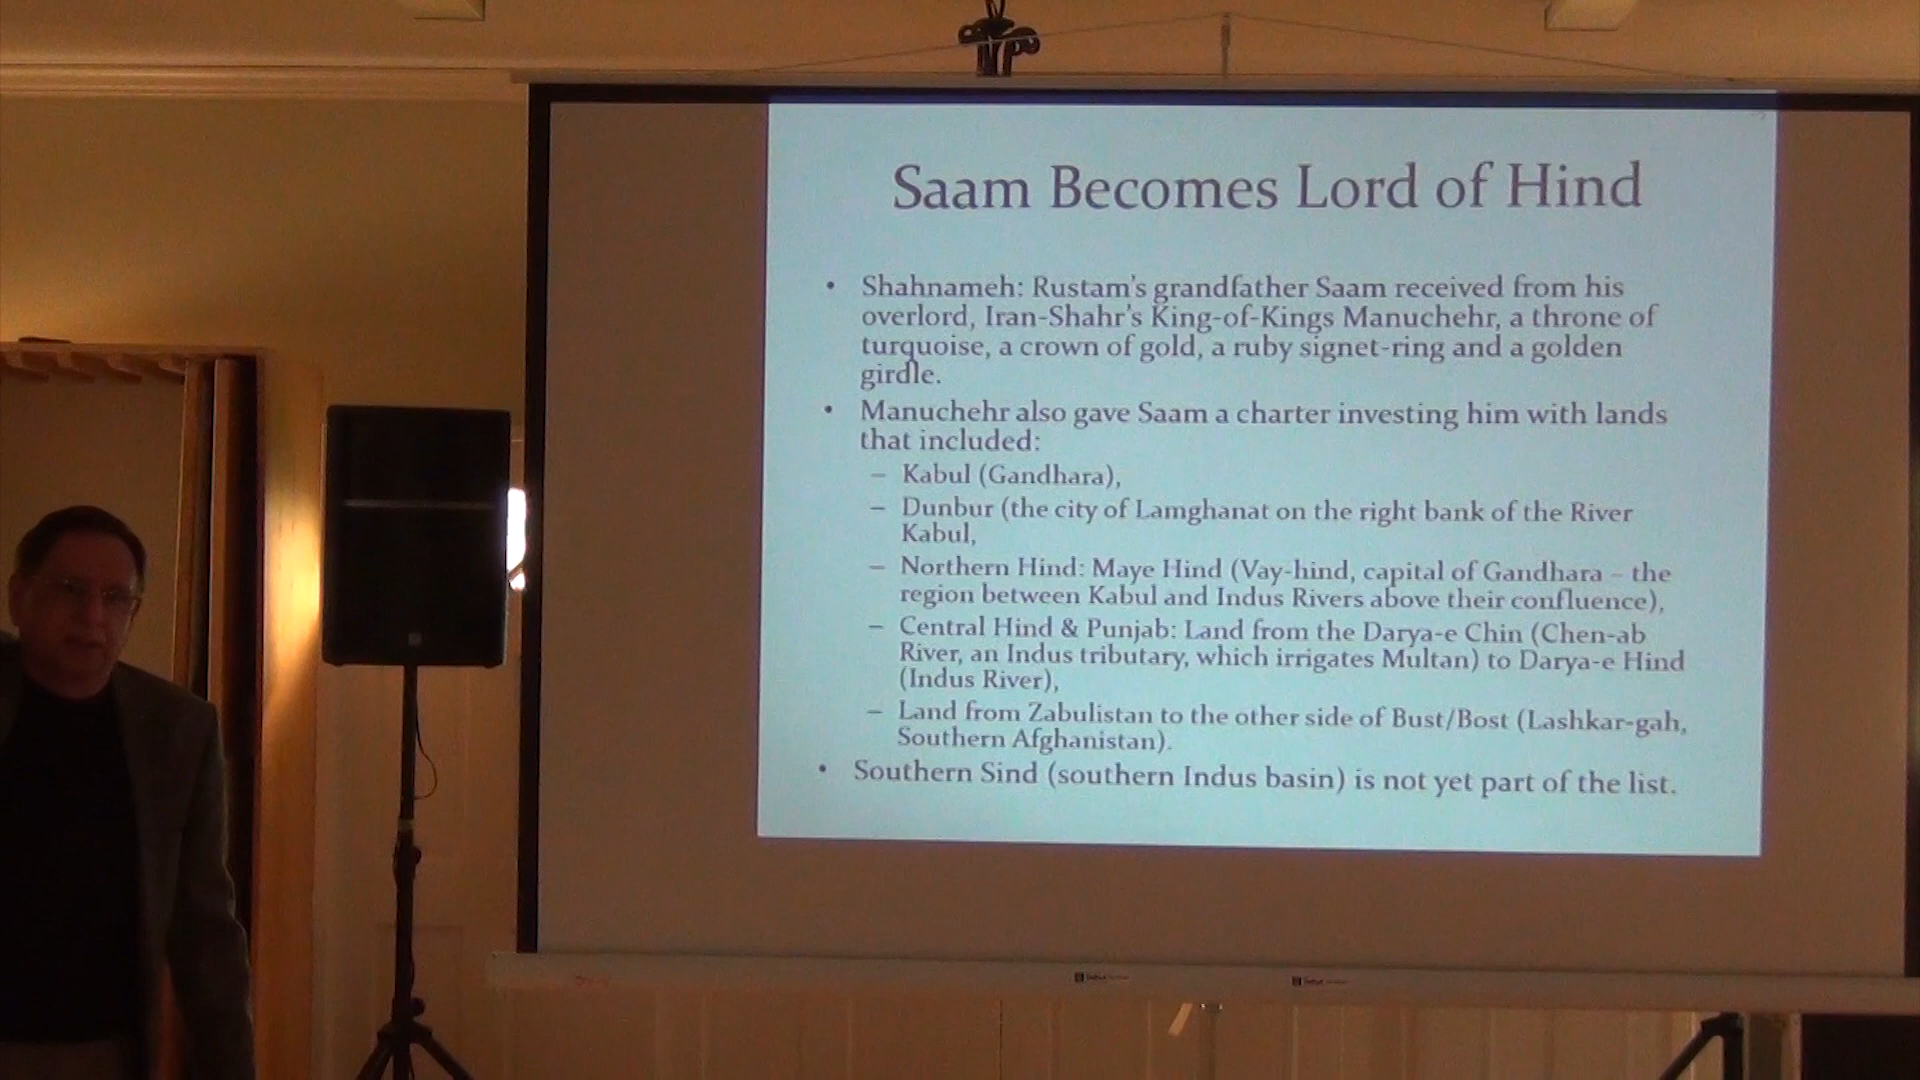 Saam Becomes Lord of Hind
• Shahnameh: Rustam's grandfather Saam received from his
overlord, Iran-Shahr's King-of-Kings Manuchehr, a throne of
turquoise, a crown of gold, a ruby signet-ring and a golden
girdle.
• Manuchehr also gave Saam a charter investing him with lands
that included:
– Kabul (Gandhara),
– Dunbur (the city of Lamghanat on the right bank of the River
Kabul,
– Northern Hind: Maye Hind (Vay-hind, capital of Gandhara – the
region between Kabul and Indus Rivers above their confluence),
– Central Hind & Punjab: Land from the Darya-e Chin (Chen-ab
River, an Indus tributary, which irrigates Multan) to Darya-e Hind
(Indus River),
– Land from Zabulistan to the other side of Bust/Bost (Lashkar-gah,
Southern Afghanistan).
• Southern Sind (southern Indus basin) is not yet part of the list.